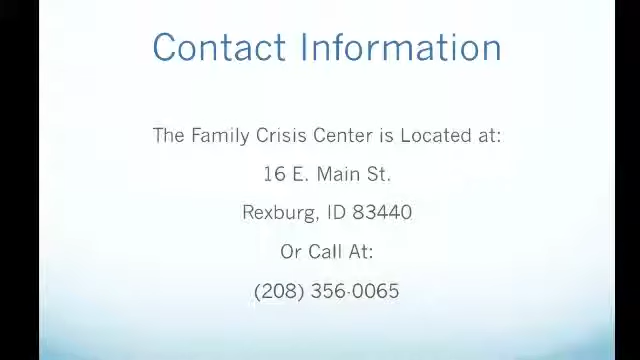 Contact Information
The Family Crisis Center is Located at:
16 E. Main St.
Rexburg, ID 83440
Or Call At:
(208) 356-0065